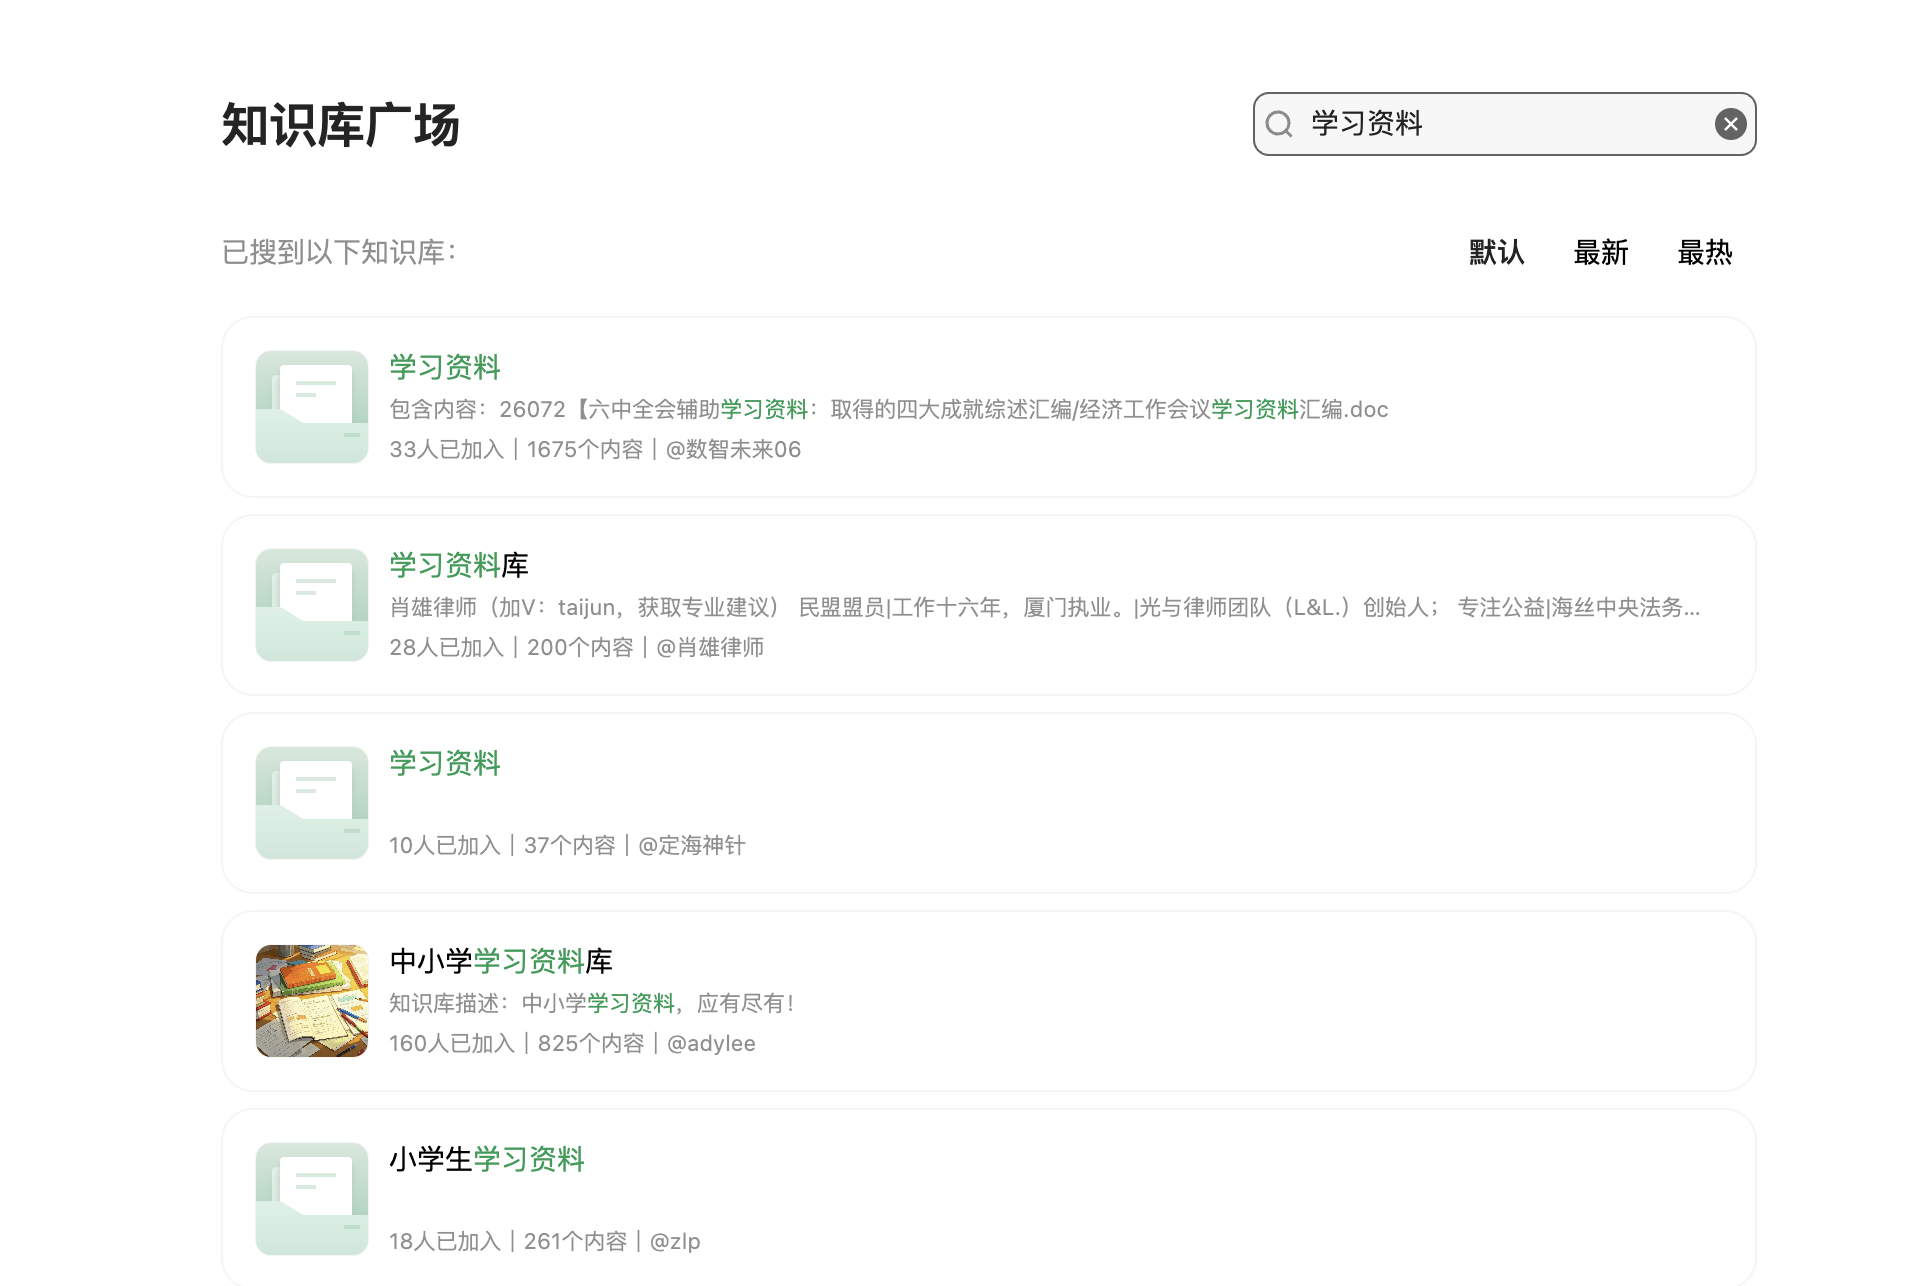 知识库广场
学习资料
已搜到以下知识库：
默认 最新 最热
学习资料
包含内容：26072【六中全会辅助学习资料：取得的四大成就综述汇编/经济工作会议学习资料汇编.doc
33人已加入｜1675个内容｜@数智未来06
学习资料库
肖雄律师（加V：taijun，获取专业建议） 民盟盟员|工作十六年，厦门执业。|光与律师团队（L&L.）创始人； 专注公益|海丝中央法务...
28人已加入｜200个内容｜@肖雄律师
学习资料
10人已加入｜37个内容｜@定海神针
中小学学习资料库
知识库描述：中小学学习资料，应有尽有！
160人已加入｜825个内容｜@adylee
小学生学习资料
18人已加入｜261个内容｜@zlp